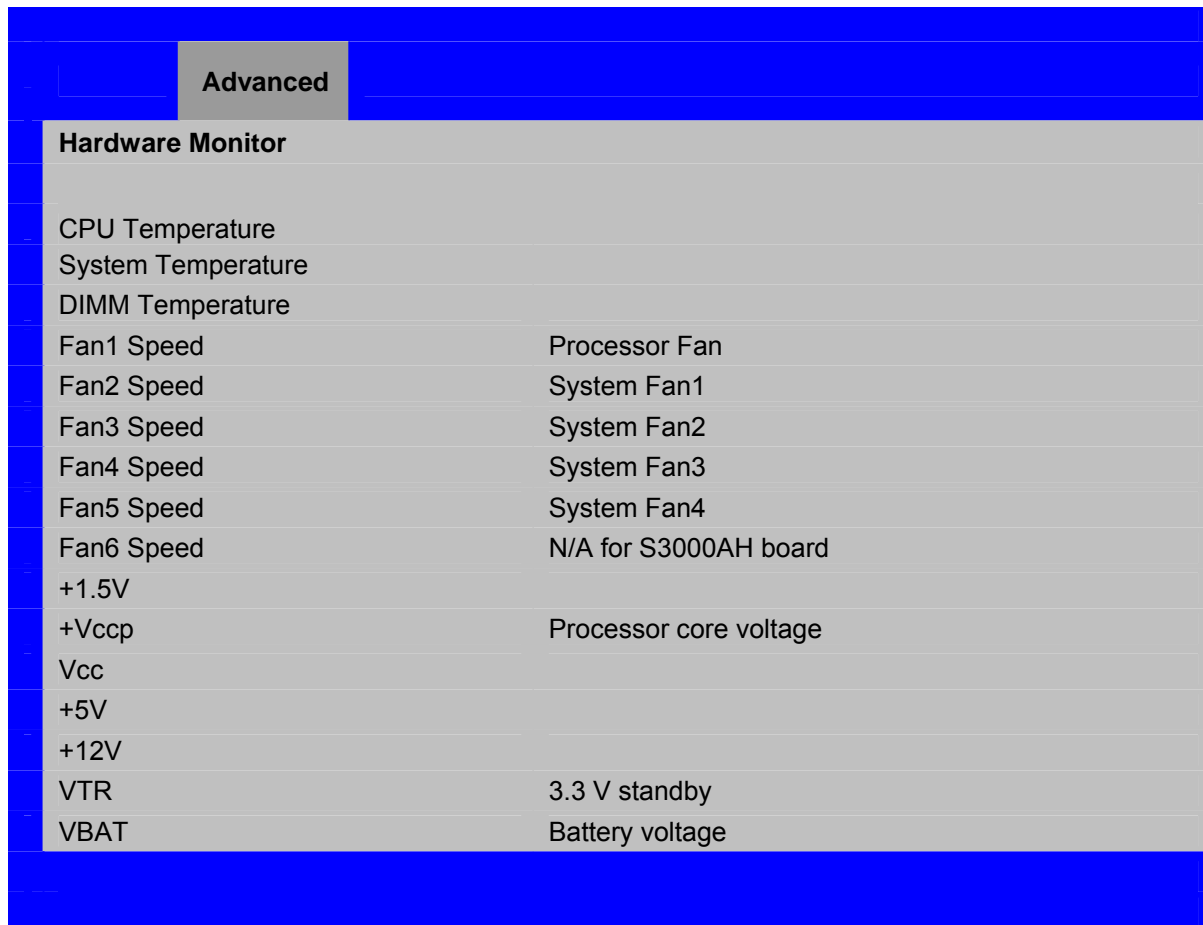 Advanced
Hardware Monitor
CPU Temperature
System Temperature
DIMM Temperature
Fan1 Speed Processor Fan
Fan2 Speed System Fan1
Fan3 Speed System Fan2
Fan4 Speed System Fan3
Fan5 Speed System Fan4
Fan6 Speed N/A for S3000AH board
+1.5V
+Vccp Processor core voltage
Vcc
+5V
+12V
VTR 3.3 V standby
VBAT Battery voltage